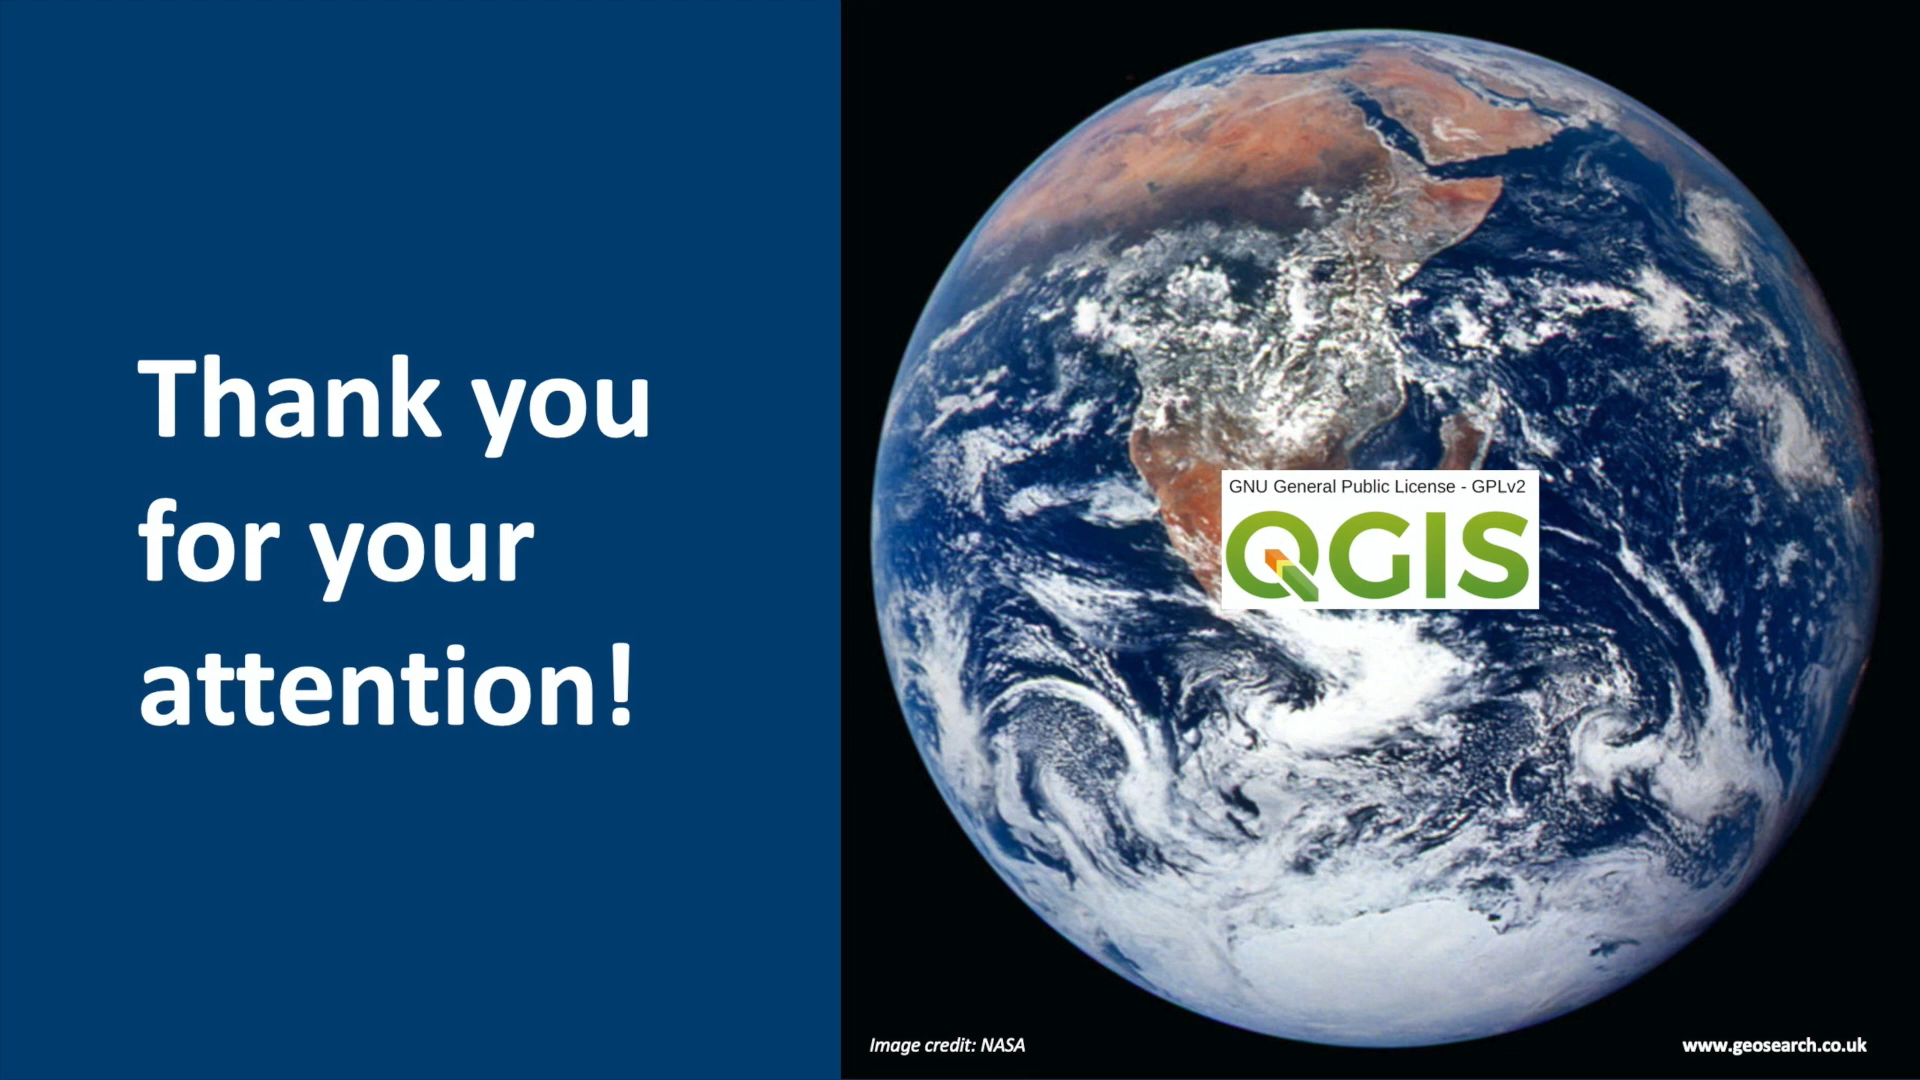 Thank you
for your
attention!
GNU General Public License - GPLv2
QGIS
Image credit: NASA
www.geosearch.co.uk